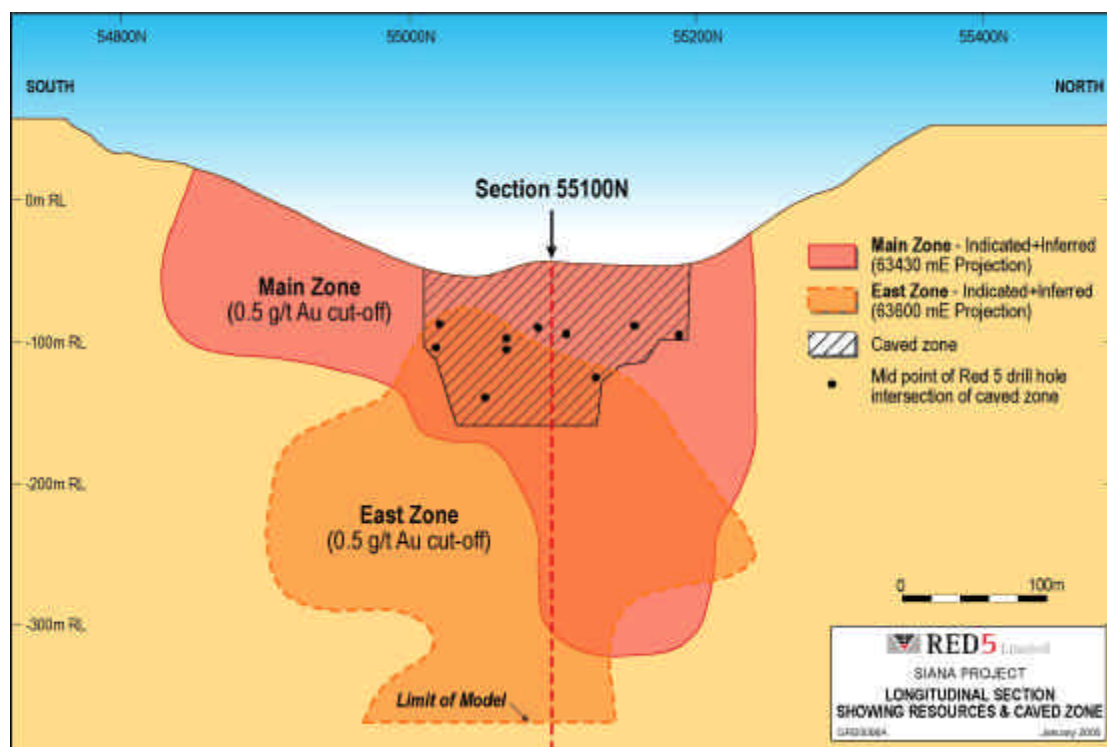 54800N 55000N 55200N 55400N
SOUTH NORTH
Section 55100N
0m RL
-100m RL
-200m RL
-300m RL
Main Zone
(0.5 g/t Au cut-off)
East Zone
(0.5 g/t Au cut-off)
Limit of Model
Main Zone - Indicated+Inferred
(63430 mE Projection)
East Zone - Indicated+Inferred
(63600 mE Projection)
Caved zone
Mid point of Red 5 drill hole
intersection of caved zone
0 100m
RED5 Limited
SIANA PROJECT
LONGITUDINAL SECTION
SHOWING RESOURCES & CAVED ZONE
January